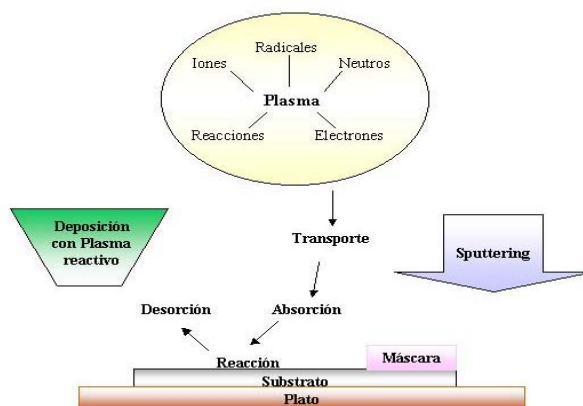 Radicales
Iones
Neutros
Plasma
Reacciones
Electrones
Deposición
con Plasma
reactivo
Transporte
Sputtering
Desorción
Absorción
Reacción
Máscara
Substrato
Plato